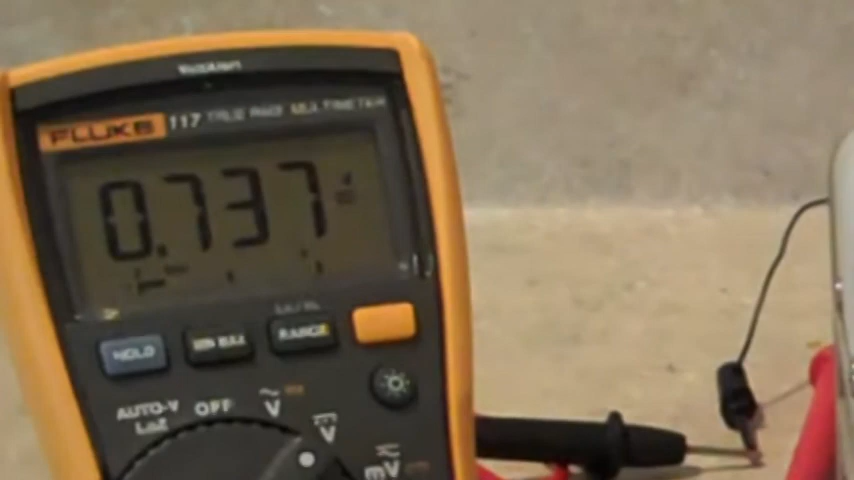 FLUKE 117 TRUE RMS MULTIMETER
0.737
HOLD MIN MAX RANGE
AUTO-V OFF V V
LoZ mV